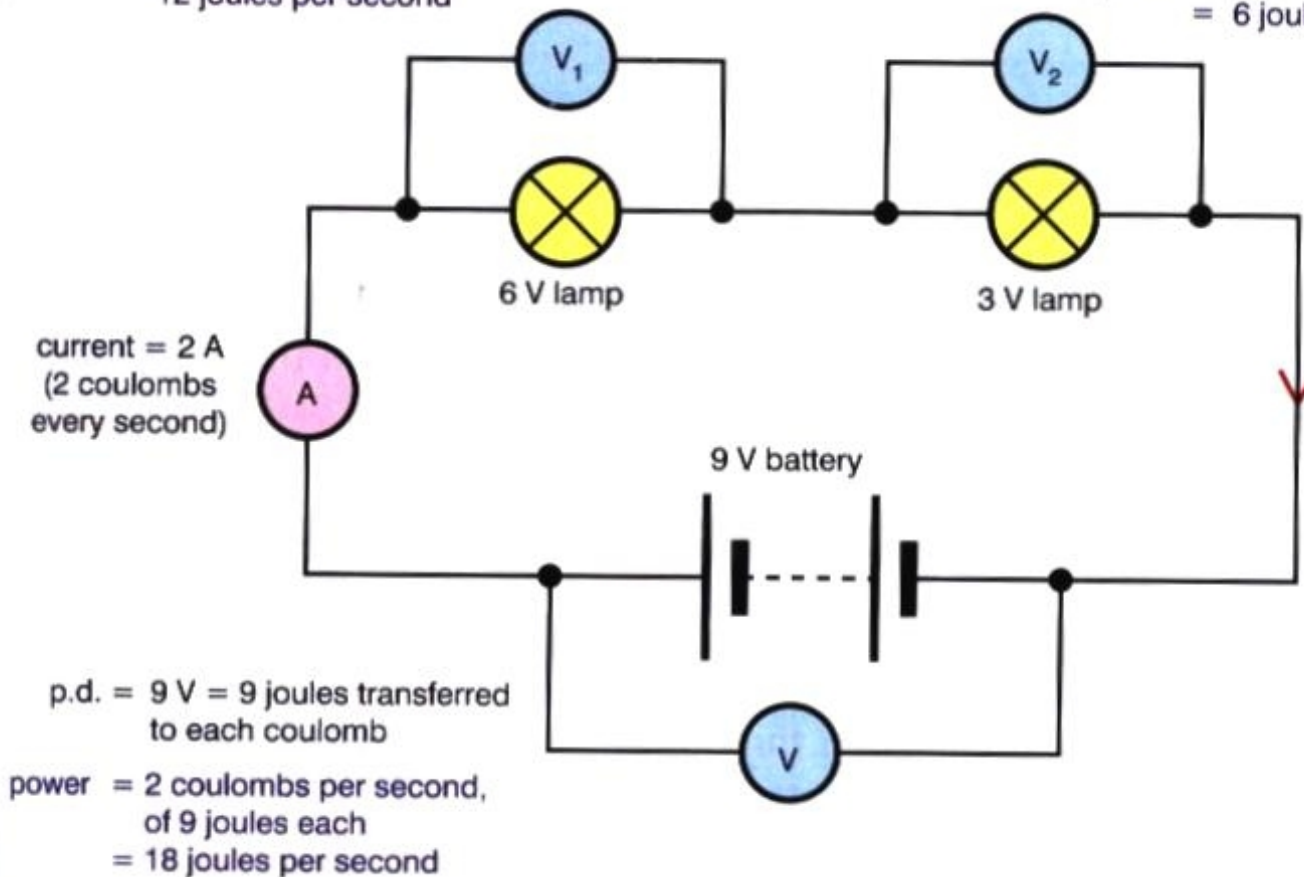 12 joules per second
= 6 joul
V₁
V₂
6 V lamp
3 V lamp
current = 2 A
(2 coulombs
every second)
A
9 V battery
p.d. = 9 V = 9 joules transferred
to each coulomb
V
power = 2 coulombs per second,
of 9 joules each
= 18 joules per second